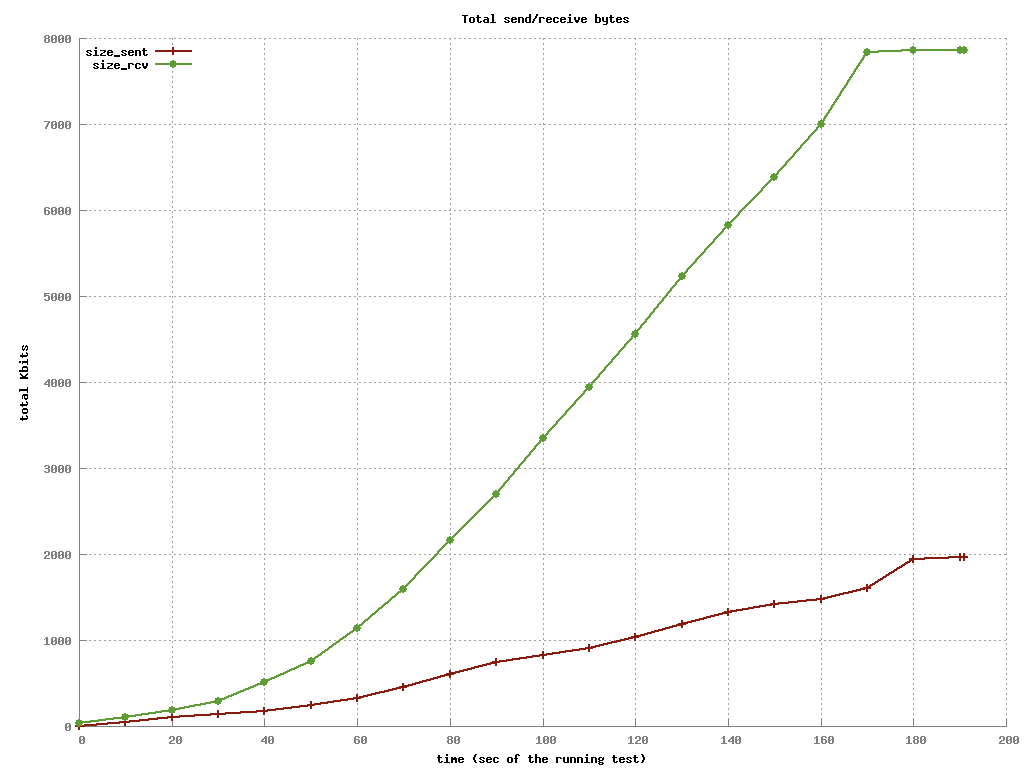 Total send/receive bytes
size_sent
size_rcv
8000
7000
6000
5000
4000
3000
2000
1000
0
total Kbits
0 20 40 60 80 100 120 140 160 180 200
time (sec of the running test)